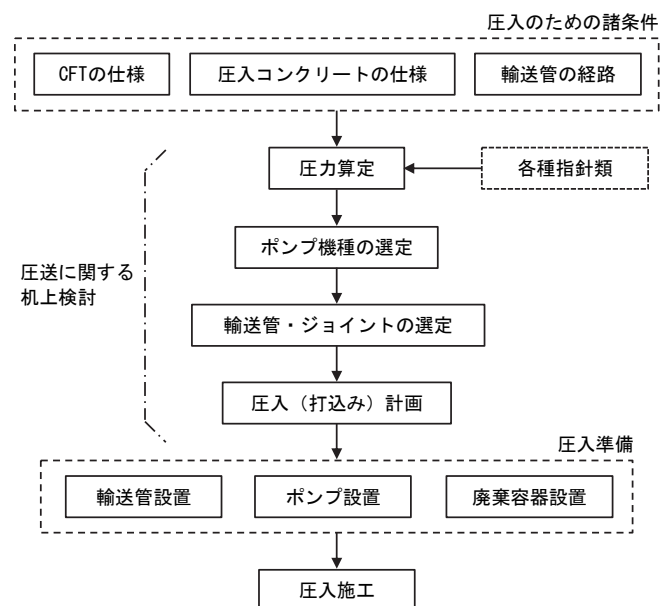 圧入のための諸条件
CFTの仕様
圧入コンクリートの仕様
輸送管の経路
圧力算定
各種指針類
ポンプ機種の選定
圧送に関する
机上検討
輸送管・ジョイントの選定
圧入（打込み）計画
圧入準備
輸送管設置
ポンプ設置
廃棄容器設置
圧入施工